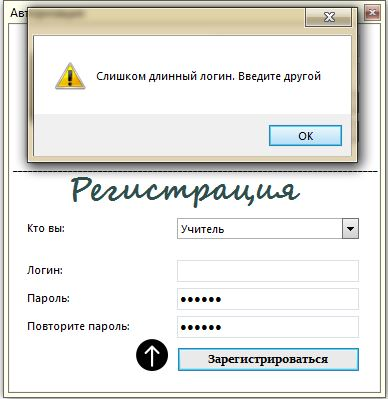 Слишком длинный логин. Введите другой
OK
Регистрация
Кто вы:
Учитель
Логин:
Пароль:
••••••
Повторите пароль:
••••••
Зарегистрироваться